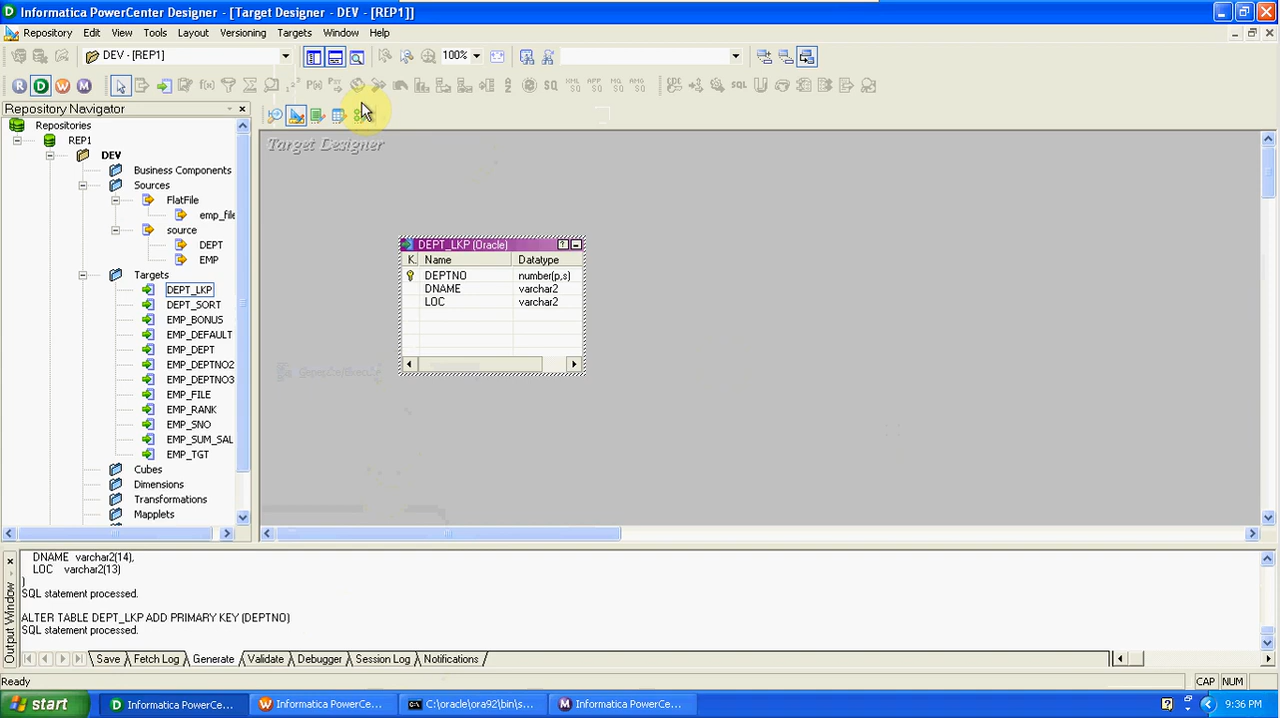 Informatica PowerCenter Designer - [Target Designer - DEV - [REP1]]
Repository Edit View Tools Layout Versioning Targets Window Help
DEV - [REP1]
100%
Repository Navigator
Repositories
REP1
DEV
Business Components
Sources
FlatFile
emp_file
source
DEPT
EMP
Targets
DEPT_LKP
DEPT_SORT
EMP_BONUS
EMP_DEFAULT
EMP_DEPT
EMP_DEPTNO2
EMP_DEPTNO3
EMP_FILE
EMP_RANK
EMP_SNO
EMP_SUM_SAL
EMP_TGT
Cubes
Dimensions
Transformations
Mapplets
Target Designer
DEPT_LKP (Oracle)
K. Name Datatype
DEPTNO number(p,s)
DNAME varchar2
LOC varchar2
Output Window
DNAME varchar2(14),
LOC varchar2(13)
)
SQL statement processed.
ALTER TABLE DEPT_LKP ADD PRIMARY KEY (DEPTNO)
SQL statement processed.
Save Fetch Log Generate Validate Debugger Session Log Notifications
Ready
CAP NUM
start Informatica PowerCe... Informatica PowerCe... C:\oracle\ora92\bin\s... Informatica PowerCe... 9:36 PM